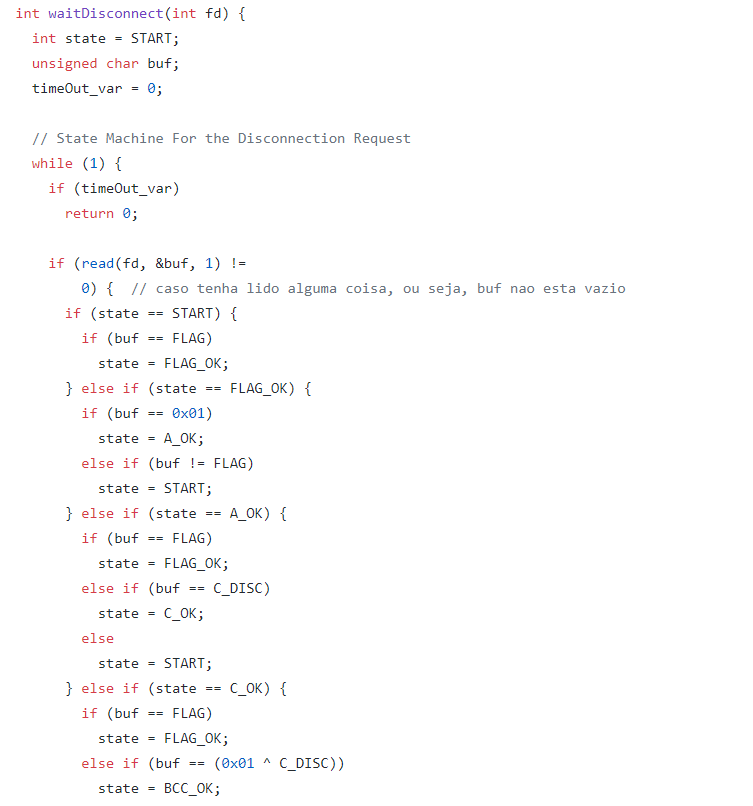 int waitDisconnect(int fd) {
  int state = START;
  unsigned char buf;
  timeOut_var = 0;

  // State Machine For the Disconnection Request
  while (1) {
    if (timeOut_var)
      return 0;

    if (read(fd, &buf, 1) !=
        0) {  // caso tenha lido alguma coisa, ou seja, buf nao esta vazio
      if (state == START) {
        if (buf == FLAG)
          state = FLAG_OK;
      } else if (state == FLAG_OK) {
        if (buf == 0x01)
          state = A_OK;
        else if (buf != FLAG)
          state = START;
      } else if (state == A_OK) {
        if (buf == FLAG)
          state = FLAG_OK;
        else if (buf == C_DISC)
          state = C_OK;
        else
          state = START;
      } else if (state == C_OK) {
        if (buf == FLAG)
          state = FLAG_OK;
        else if (buf == (0x01 ^ C_DISC))
          state = BCC_OK;